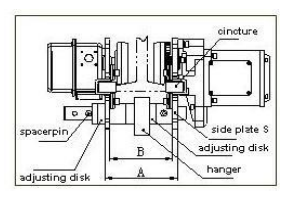 cincture
spacerpin
side plate S
adjusting disk
adjusting disk
B
A
hanger